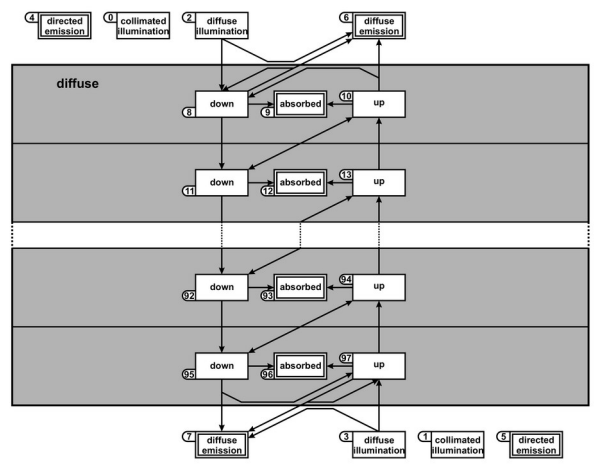 4 directed emission
0 collimated illumination
2 diffuse illumination
6 diffuse emission
diffuse
8 down
9 absorbed
10 up
11 down
12 absorbed
13 up
92 down
93 absorbed
94 up
95 down
96 absorbed
97 up
7 diffuse emission
3 diffuse illumination
1 collimated illumination
5 directed emission